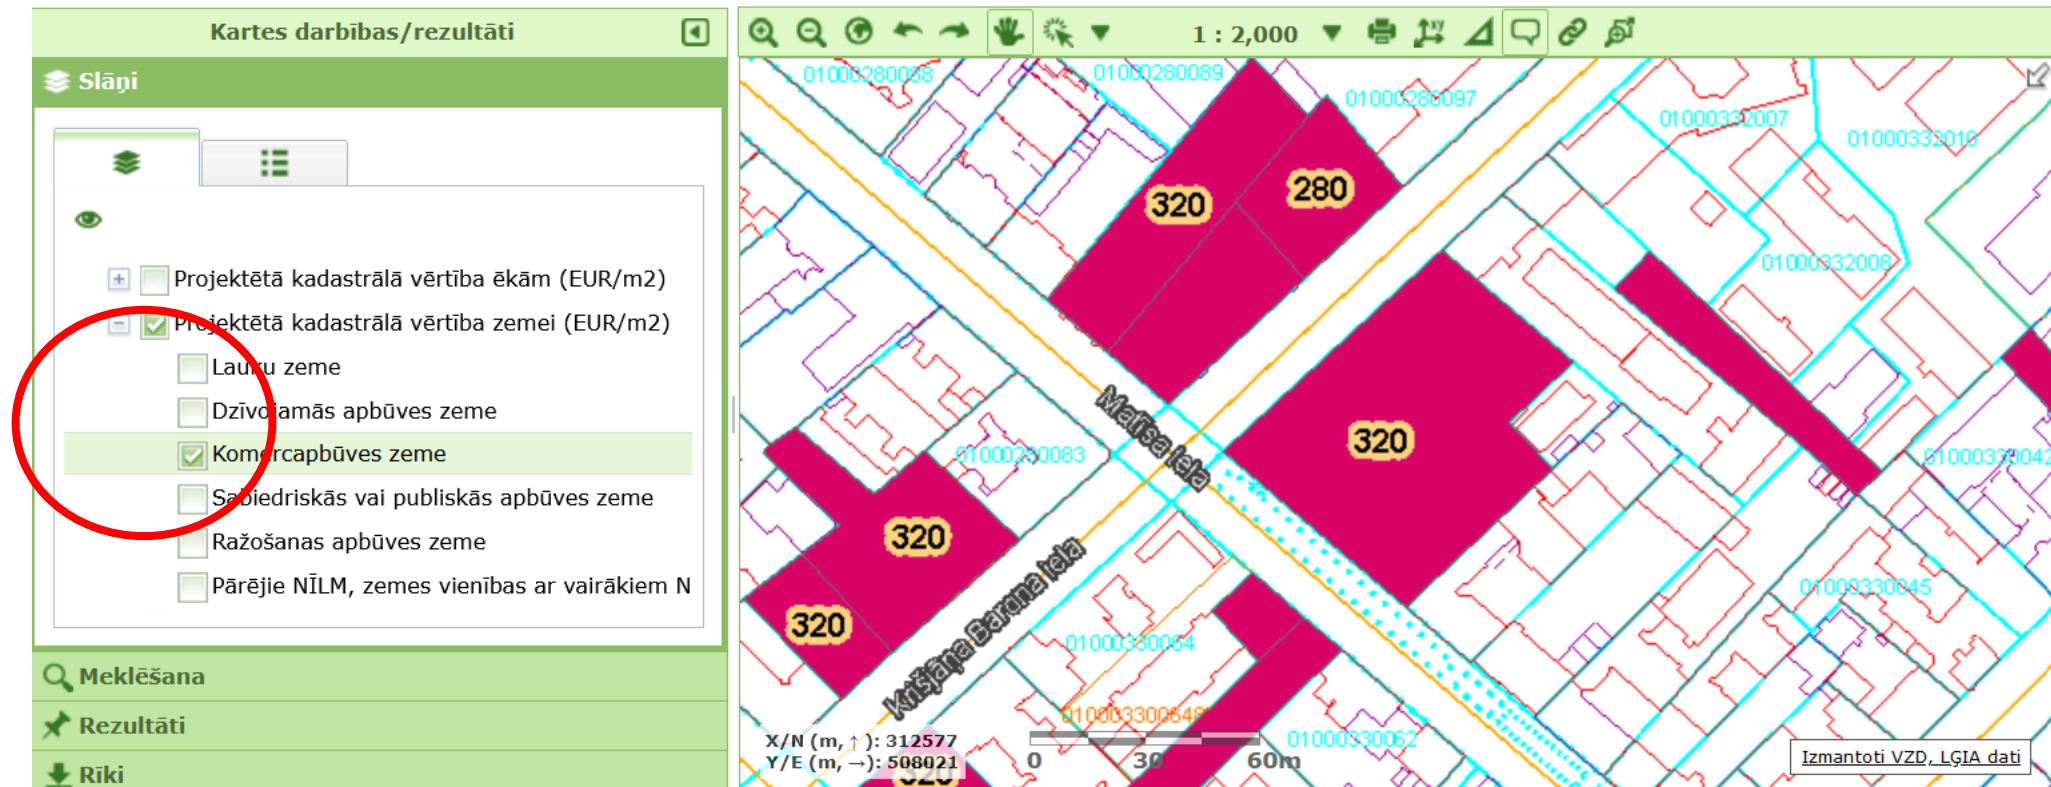 Kartes darbības/rezultāti
Slāņi
Projektētā kadastrālā vērtība ēkām (EUR/m2)
Projektētā kadastrālā vērtība zemei (EUR/m2)
Lauku zeme
Dzīvojamās apbūves zeme
Komercapbūves zeme
Sabiedriskās vai publiskās apbūves zeme
Ražošanas apbūves zeme
Pārējie NĪLM, zemes vienības ar vairākiem N
Meklēšana
Rezultāti
Rīki
1 : 2,000
01000280088
01000280089
01000280097
01000332007
01000332010
320
280
01000332008
Matīsa iela
320
01000280083
01000330042
320
320
Krišjāņa Barona iela
01000330045
01000330064
01000330062
320
X/N (m, ↑ ): 312577
Y/E (m, →): 508021
0 30 60m
Izmantoti VZD, LĢIA dati